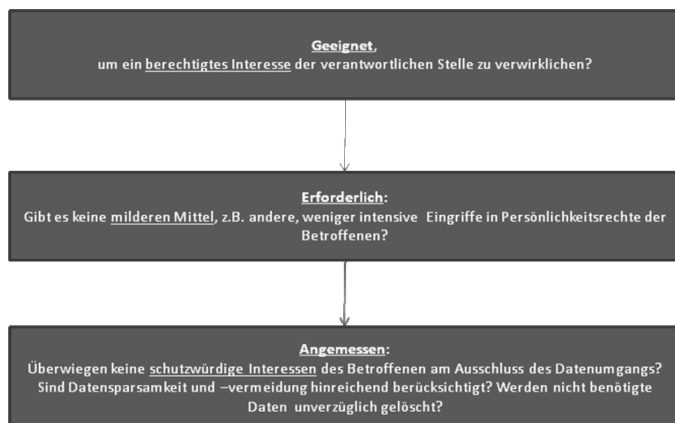 Geeignet,
um ein berechtigtes Interesse der verantwortlichen Stelle zu verwirklichen?
Erforderlich:
Gibt es keine milderen Mittel, z.B. andere, weniger intensive Eingriffe in Persönlichkeitsrechte der
Betroffenen?
Angemessen:
Überwiegen keine schutzwürdige Interessen des Betroffenen am Ausschluss des Datenumgangs?
Sind Datensparsamkeit und –vermeidung hinreichend berücksichtigt? Werden nicht benötigte
Daten unverzüglich gelöscht?